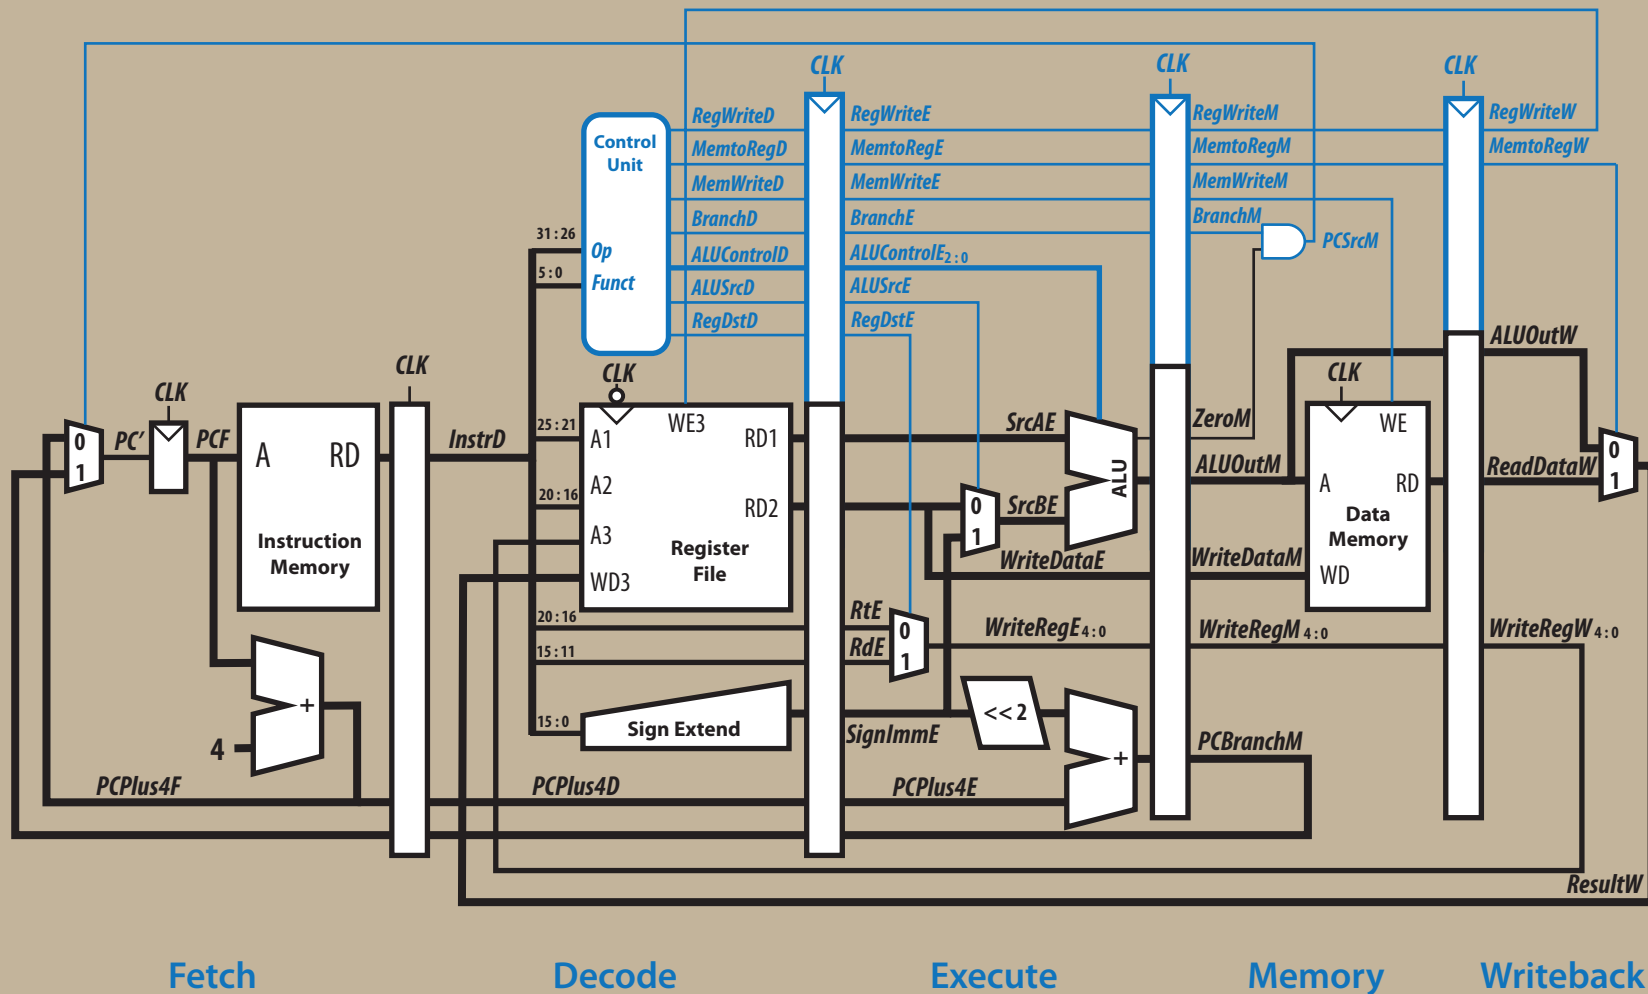 CLK
CLK
CLK
RegWriteD
RegWriteE
RegWriteM
RegWriteW
Control
Unit
MemtoRegD
MemtoRegE
MemtoRegM
MemtoRegW
MemWriteD
MemWriteE
MemWriteM
BranchD
BranchE
BranchM
31:26
Op
ALUControlD
ALUControlE2:0
PCSrcM
5:0
Funct
ALUSrcD
ALUSrcE
RegDstD
RegDstE
ALUOutW
CLK
CLK
CLK
CLK
25:21
A1
WE3
RD1
SrcAE
ZeroM
WE
0
1
PC′
PCF
A
RD
InstrD
ALU
ALUOutM
A
RD
ReadDataW
0
1
20:16
A2
RD2
0
1
SrcBE
Data
Memory
Instruction
Memory
A3
Register
File
WD3
WriteDataE
WriteDataM
WD
20:16
RtE
0
1
WriteRegE4:0
WriteRegM4:0
WriteRegW4:0
15:11
RdE
+
4
15:0
Sign Extend
SignImmE
<<2
+
PCBranchM
PCPlus4F
PCPlus4D
PCPlus4E
ResultW
Fetch
Decode
Execute
Memory
Writeback